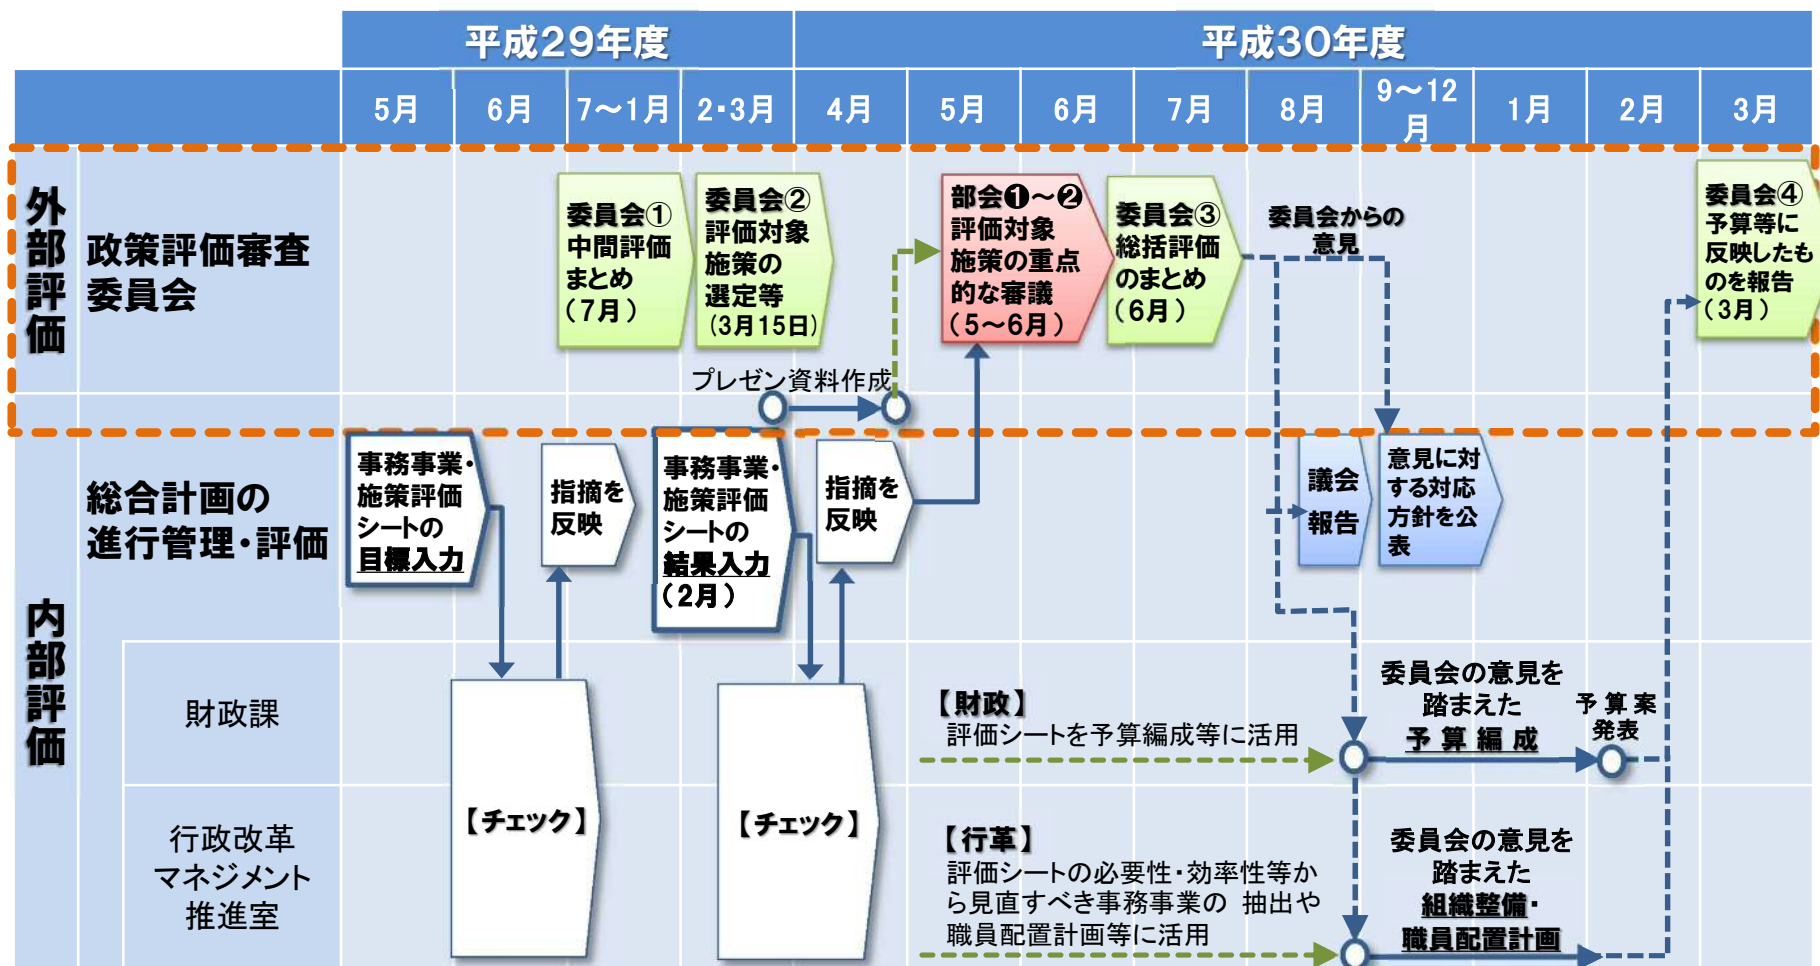 平成29年度
平成30年度
5月
6月
7～1月
2・3月
4月
5月
6月
7月
8月
9～12
月
1月
2月
3月
外部評価
政策評価審査
委員会
委員会①
中間評価
まとめ
（7月）
委員会②
評価対象
施策の
選定等
（3月15日）
部会❶～❷
評価対象
施策の重点
的な審議
（5～6月）
委員会③
総括評価
のまとめ
（6月）
委員会からの
意見
委員会④
予算等に
反映したも
のを報告
（3月）
プレゼン資料作成
内部評価
総合計画の
進行管理・評価
事務事業・
施策評価
シートの
目標入力
指摘を
反映
事務事業・
施策評価
シートの
結果入力
（2月）
指摘を
反映
議会
報告
意見に対
する対応
方針を公
表
財政課
【チェック】
【チェック】
【財政】
評価シートを予算編成等に活用
委員会の意見を
踏まえた
予算編成
予算案
発表
行政改革
マネジメント
推進室
【行革】
評価シートの必要性・効率性等か
ら見直すべき事務事業の 抽出や
職員配置計画等に活用
委員会の意見を
踏まえた
組織整備・
職員配置計画